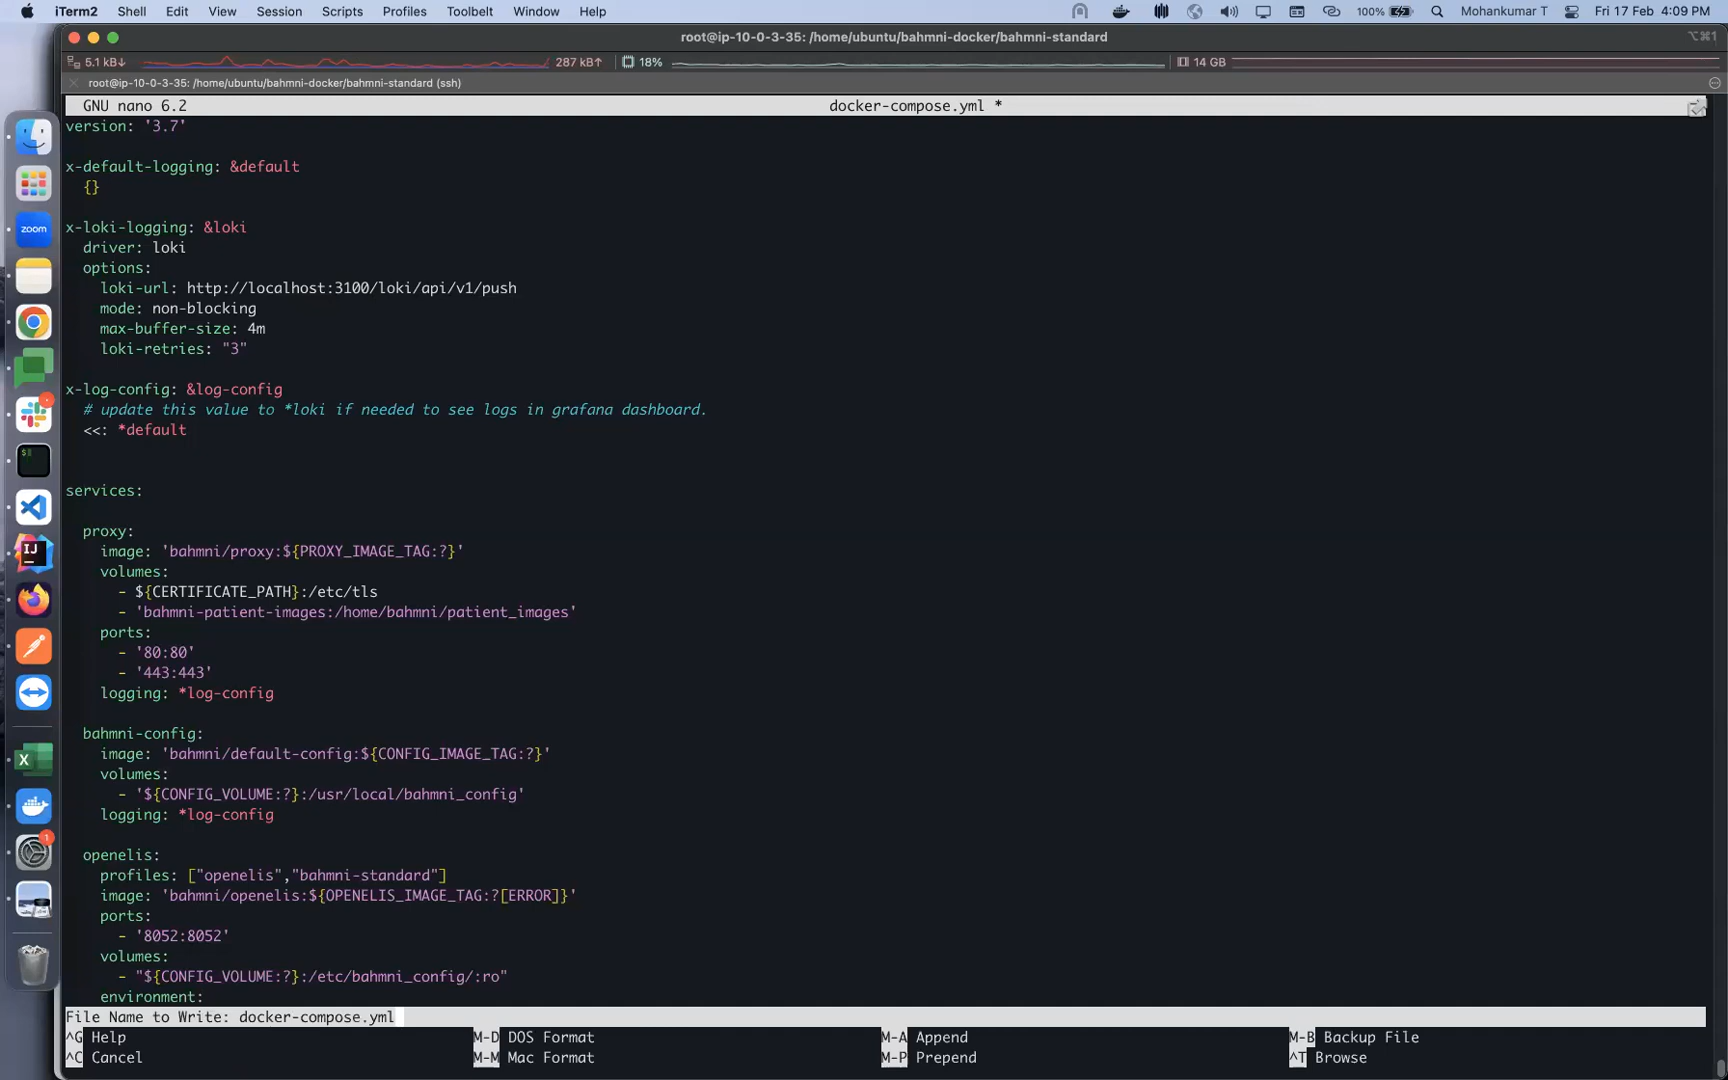 iTerm2 Shell Edit View Session Scripts Profiles Toolbelt Window Help 100% Mohankumar T Fri 17 Feb 4:09 PM
root@ip-10-0-3-35: /home/ubuntu/bahmni-docker/bahmni-standard ⌥⌘1
5.1 kB↓ 287 kB↑ 18% 14 GB
root@ip-10-0-3-35: /home/ubuntu/bahmni-docker/bahmni-standard (ssh)
GNU nano 6.2 docker-compose.yml *
version: '3.7'
x-default-logging: &default
{}
x-loki-logging: &loki
driver: loki
options:
loki-url: http://localhost:3100/loki/api/v1/push
mode: non-blocking
max-buffer-size: 4m
loki-retries: "3"
x-log-config: &log-config
# update this value to *loki if needed to see logs in grafana dashboard.
<<: *default
services:
proxy:
image: 'bahmni/proxy:${PROXY_IMAGE_TAG:?}'
volumes:
- ${CERTIFICATE_PATH}:/etc/tls
- 'bahmni-patient-images:/home/bahmni/patient_images'
ports:
- '80:80'
- '443:443'
logging: *log-config
bahmni-config:
image: 'bahmni/default-config:${CONFIG_IMAGE_TAG:?}'
volumes:
- '${CONFIG_VOLUME:?}:/usr/local/bahmni_config'
logging: *log-config
openelis:
profiles: ["openelis","bahmni-standard"]
image: 'bahmni/openelis:${OPENELIS_IMAGE_TAG:?[ERROR]}'
ports:
- '8052:8052'
volumes:
- "${CONFIG_VOLUME:?}:/etc/bahmni_config/:ro"
environment:
File Name to Write: docker-compose.yml
^G Help M-D DOS Format M-A Append M-B Backup File
^C Cancel M-M Mac Format M-P Prepend ^T Browse
zoom
$
IJ
X
1